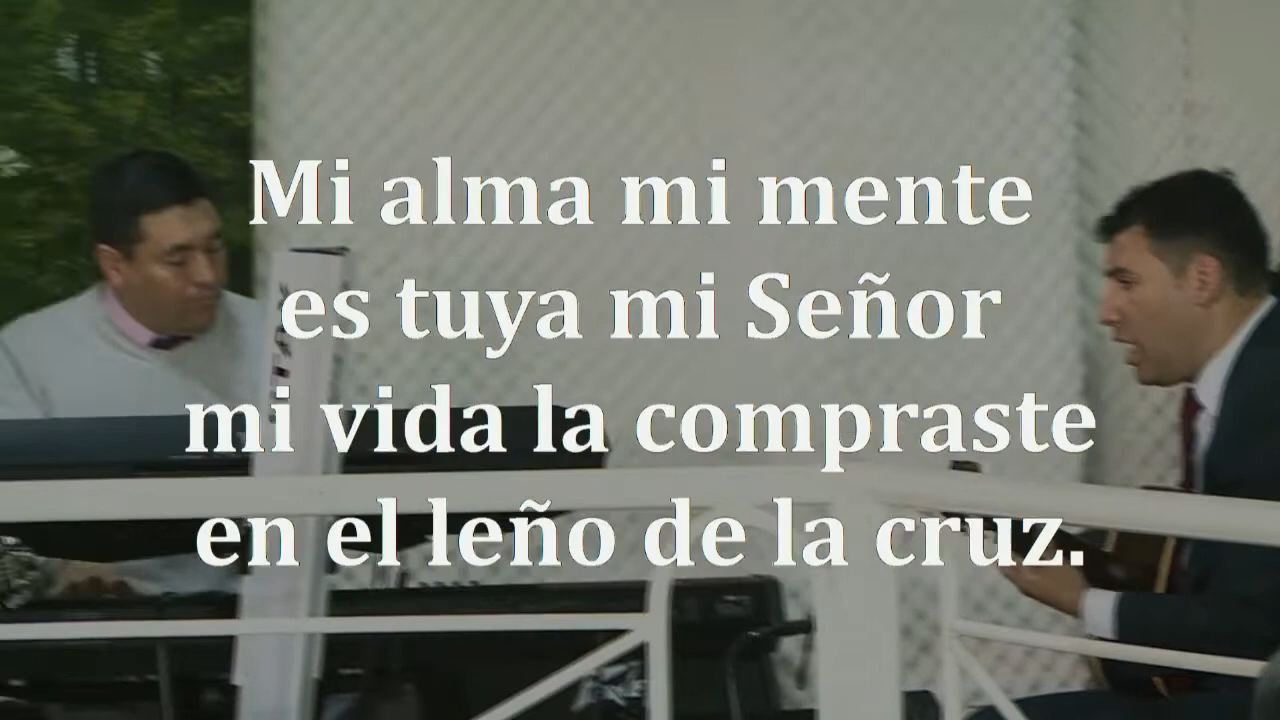 Mi alma mi mente
es tuya mi Señor
mi vida la compraste
en el leño de la cruz.